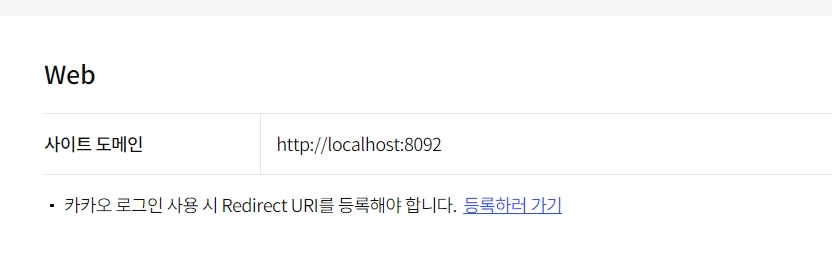 Web
사이트 도메인 http://localhost:8092
• 카카오 로그인 사용 시 Redirect URI를 등록해야 합니다. 등록하러 가기